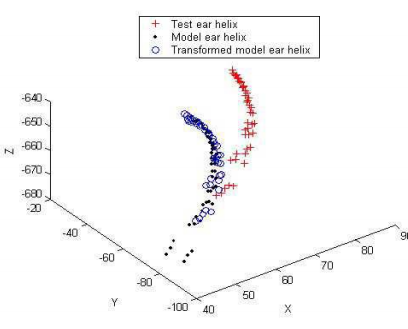 Test ear helix
Model ear helix
Transformed model ear helix
-640
-650
-660
-670
-680
Z
-20
-40
-60
-80
-100
Y
40
50
60
70
80
90
X